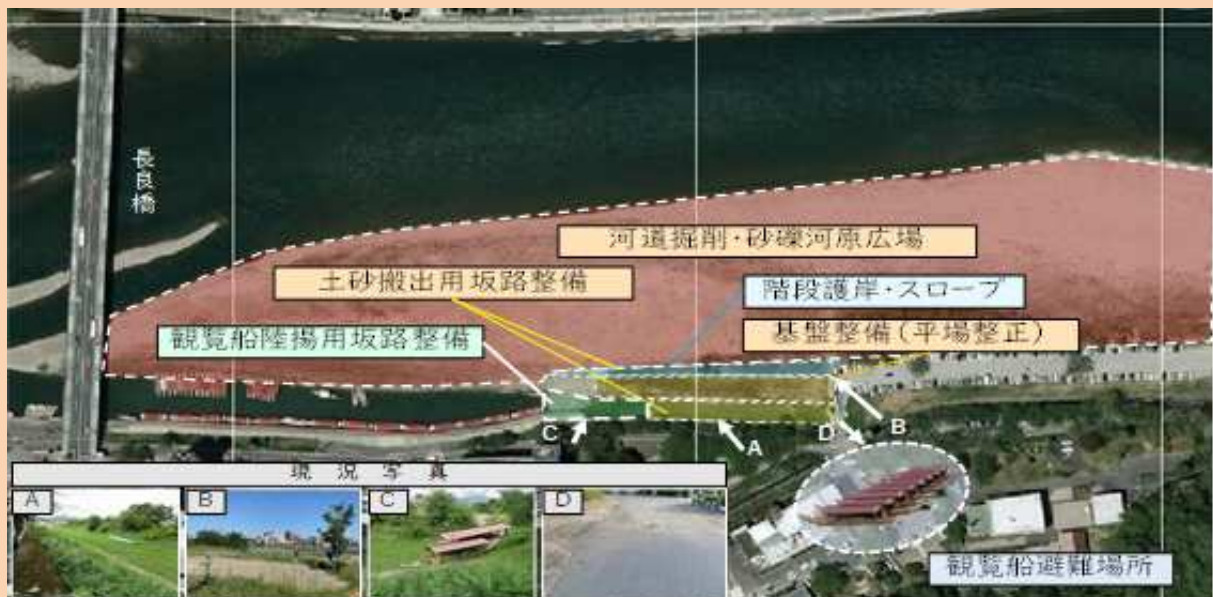 長良橋
河道掘削・砂礫河原広場
土砂搬出用坂路整備
階段護岸・スロープ
観覧船陸揚用坂路整備
基盤整備(平場整正)
C
A
D
B
現況写真
A
B
C
D
観覧船避難場所